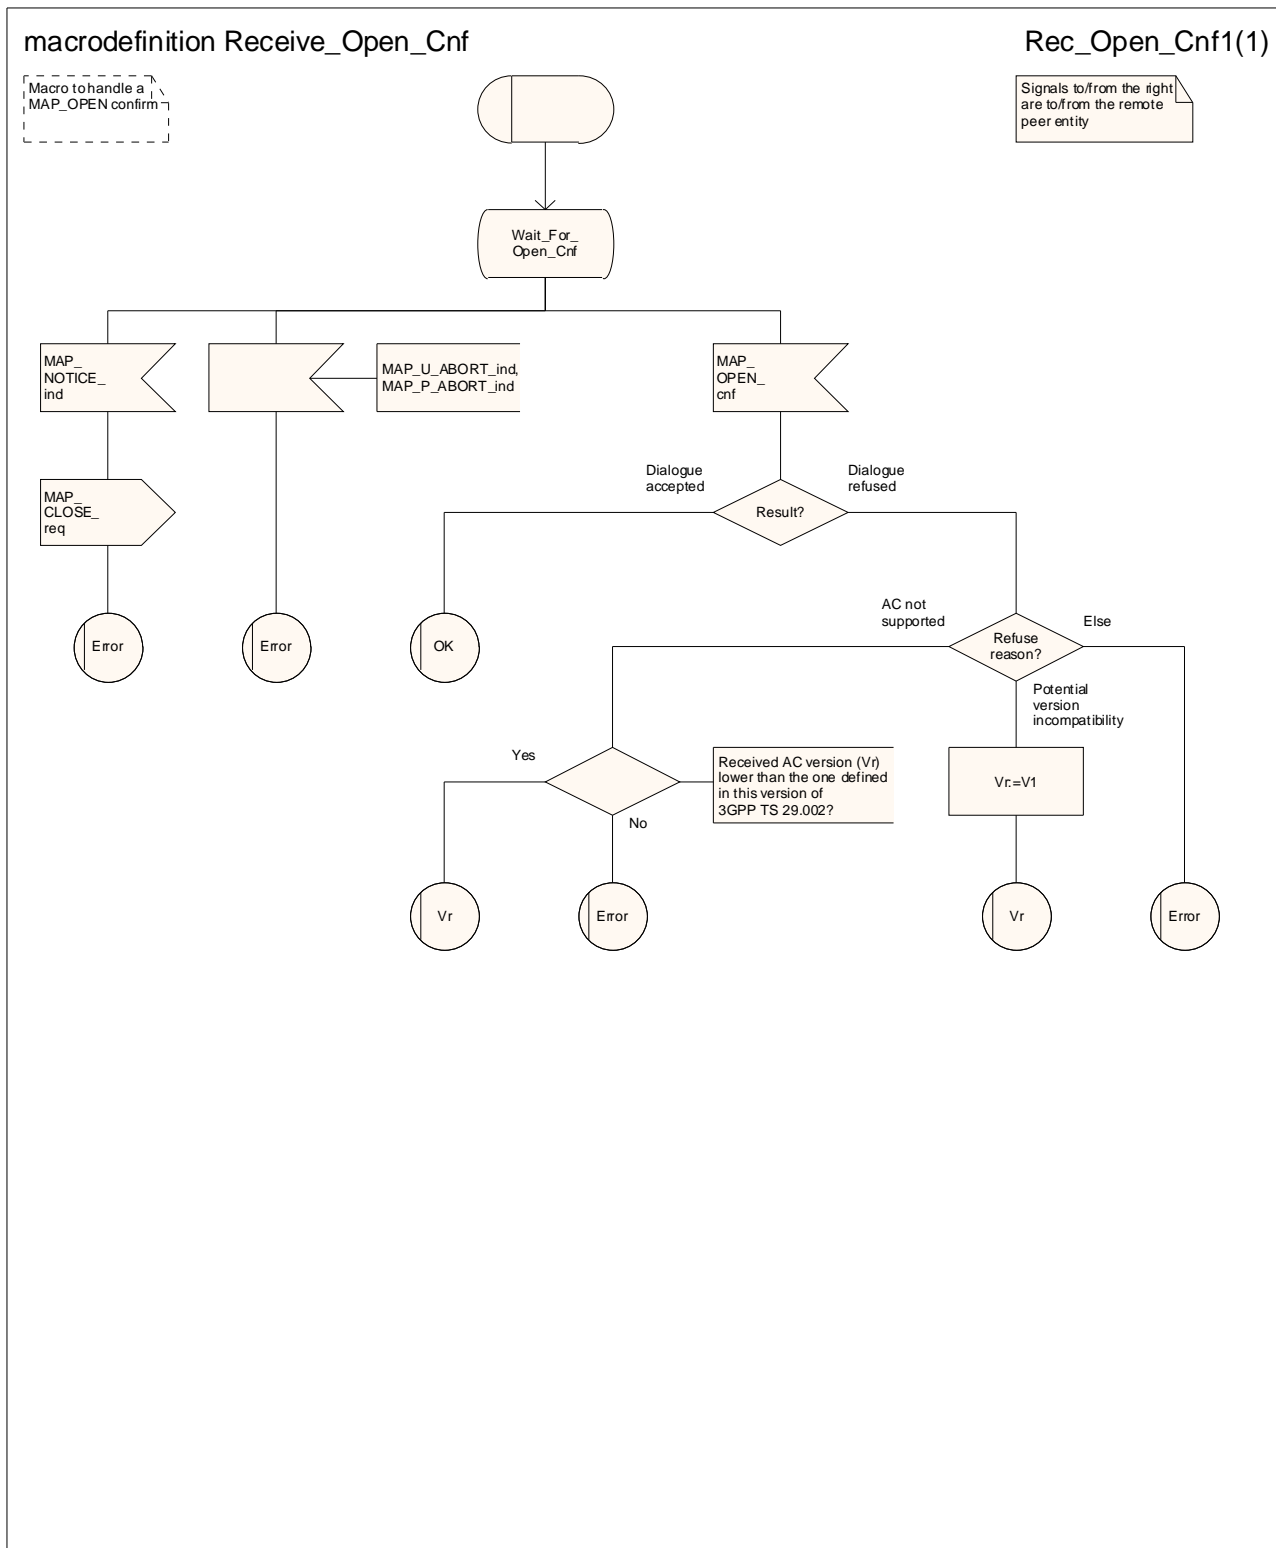 macrodefinition Receive_Open_Cnf
Rec_Open_Cnf1(1)
Macro to handle a
MAP_OPEN confirm
Signals to/from the right
are to/from the remote
peer entity
Wait_For_
Open_Cnf
MAP_
NOTICE_
ind
MAP_U_ABORT_ind,
MAP_P_ABORT_ind
MAP_
OPEN_
cnf
MAP_
CLOSE_
req
Dialogue
accepted
Result?
Dialogue
refused
Error
Error
OK
AC not
supported
Refuse
reason?
Else
Potential
version
incompatibility
Yes
No
Received AC version (Vr)
lower than the one defined
in this version of
3GPP TS 29.002?
Vr:=V1
Vr
Error
Vr
Error